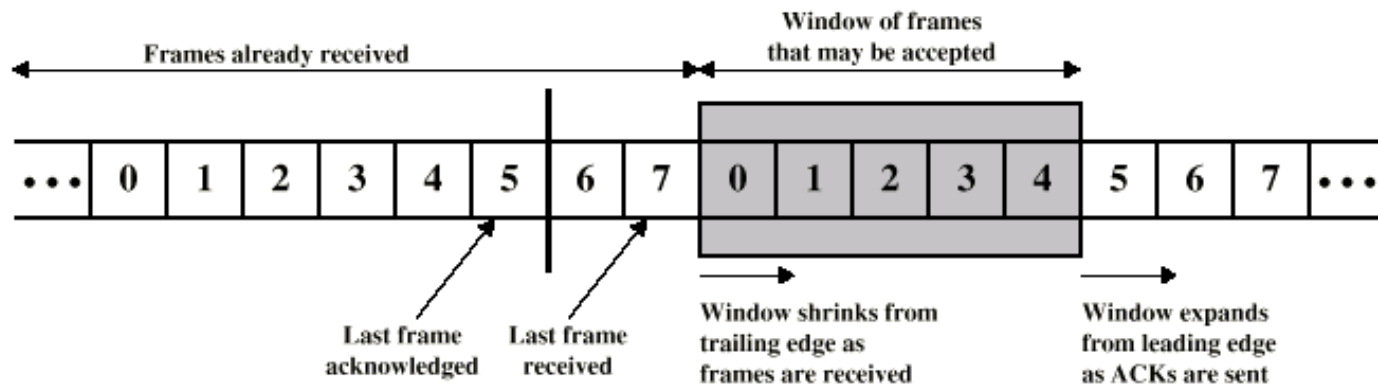 Window of frames
that may be accepted
Frames already received
••• 0 1 2 3 4 5 6 7 0 1 2 3 4 5 6 7 •••
Last frame
acknowledged
Last frame
received
Window shrinks from
trailing edge as
frames are received
Window expands
from leading edge
as ACKs are sent